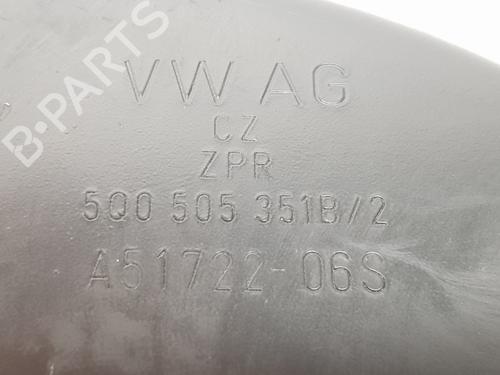 VW AG
CZ
ZPR
5Q0 505 351B/2
A51722-06S
B-PARTS